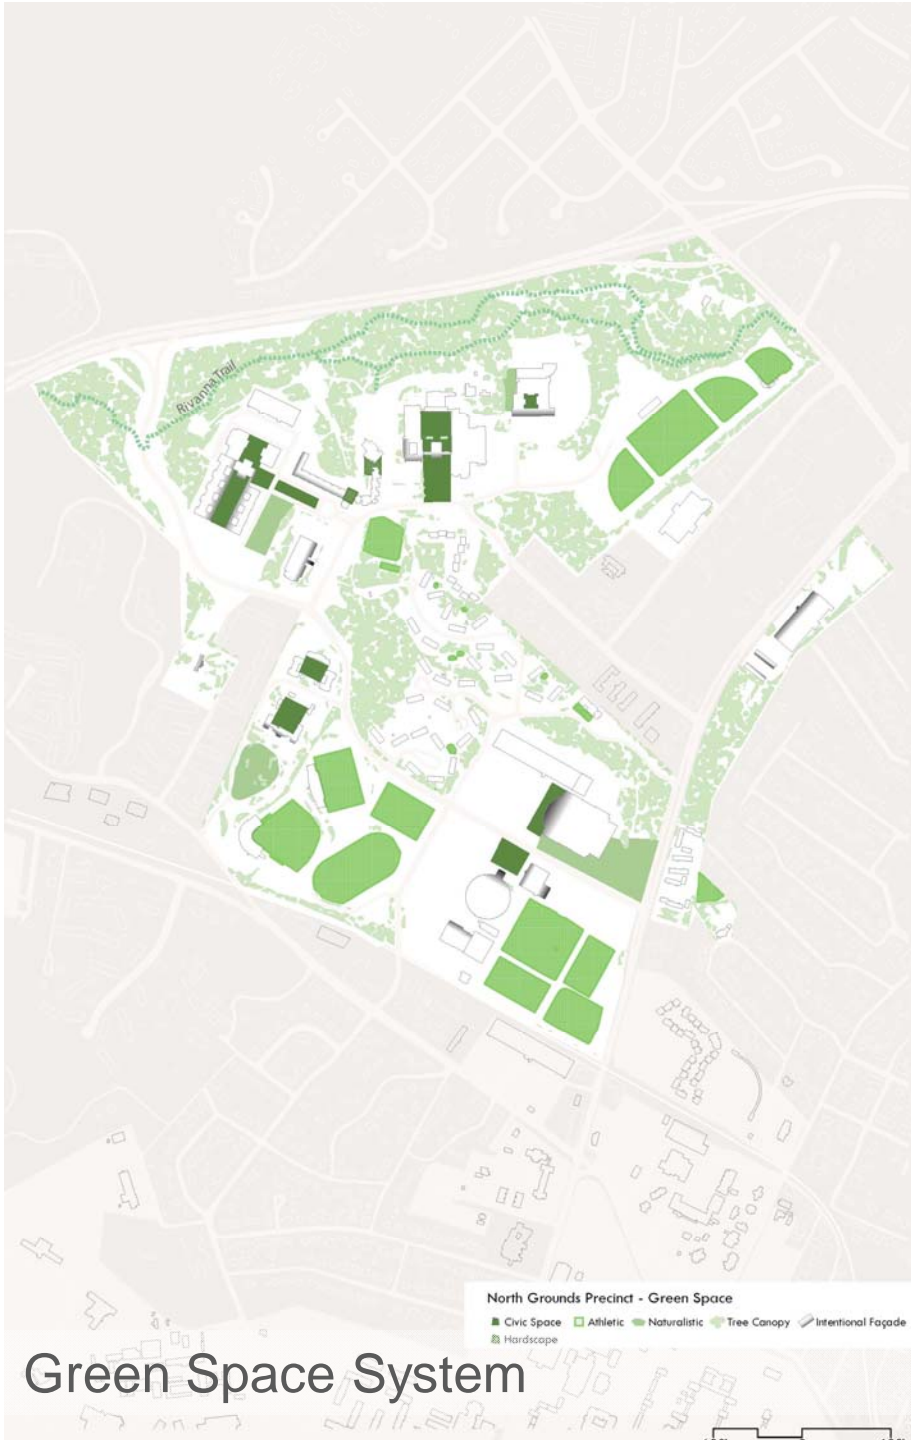 Rivanna Trail
North Grounds Precinct - Green Space
Civic Space Athletic Naturalistic Tree Canopy Intentional Façade
Hardscape
Green Space System